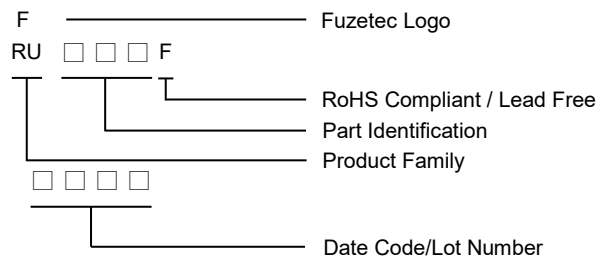 F Fuzetec Logo
RU □ □ □ F
RoHS Compliant / Lead Free
Part Identification
Product Family
□ □ □ □
Date Code/Lot Number